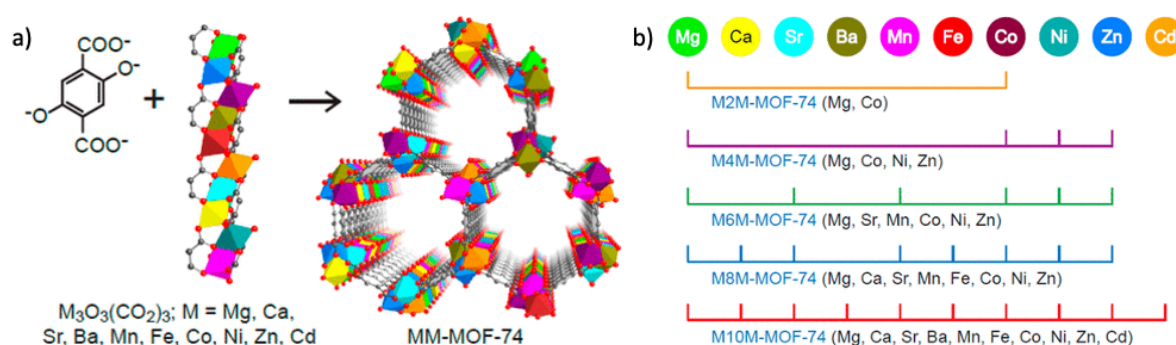 a)
COO⁻
O⁻
⁻O
COO⁻
+
M₃O₃(CO₂)₃; M = Mg, Ca,
Sr, Ba, Mn, Fe, Co, Ni, Zn, Cd
MM-MOF-74
b)
Mg Ca Sr Ba Mn Fe Co Ni Zn Cd
M2M-MOF-74 (Mg, Co)
M4M-MOF-74 (Mg, Co, Ni, Zn)
M6M-MOF-74 (Mg, Sr, Mn, Co, Ni, Zn)
M8M-MOF-74 (Mg, Ca, Sr, Mn, Fe, Co, Ni, Zn)
M10M-MOF-74 (Mg, Ca, Sr, Ba, Mn, Fe, Co, Ni, Zn, Cd)